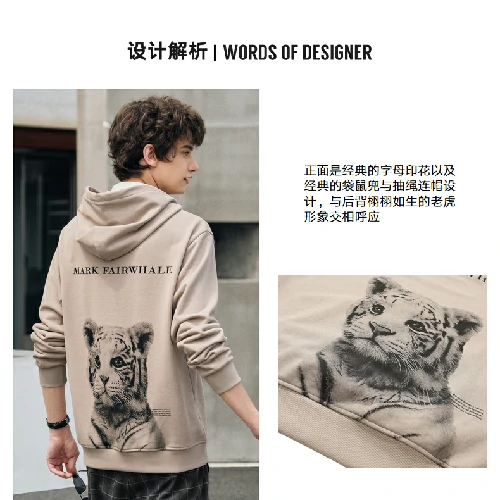 设计解析 | WORDS OF DESIGNER
正面是经典的字母印花以及
经典的袋鼠兜与抽绳连帽设
计，与后背栩栩如生的老虎
形象交相呼应
MARK FAIRWHALE